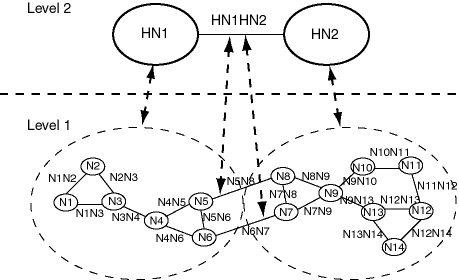 Level 2
HN1HN2
HN1
HN2
Level 1
N10N11
N2
N8
N8N9
N10
N11
N1N2
N2N3
N5N8
N9N10
N11N12
N7N8
N9
N1
N3
N4N5
N5
N9N13
N12N13
N1N3
N3N4
N5N6
N7
N7N9
N13
N12
N4
N6N7
N4N6
N6
N13N14
N12N14
N14